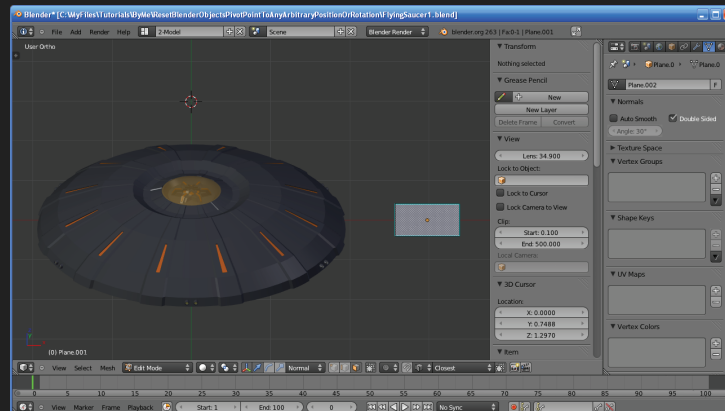 Blender* [C:\MyFiles\Tutorials\ByMe\ResetBlenderObjectsPivotPointToAnyArbitraryPositionOrRotation\FlyingSaucer1.blend]
File Add Render Help 2-Model Scene Blender Render blender.org 263 | Fa:0-1 | Plane.001
User Ortho
Transform
Nothing selected
Grease Pencil
New
New Layer
Delete Frame Convert
View
Lens: 34.900
Lock to Object:
Lock to Cursor
Lock Camera to View
Clip:
Start: 0.100
End: 500.000
Local Camera:
3D Cursor
Location:
X: 0.0000
Y: 0.7488
Z: 1.2970
Item
Plane.0 Plane.0
Plane.002 F
Normals
Auto Smooth Double Sided
Angle: 30°
Texture Space
Vertex Groups
Shape Keys
UV Maps
Vertex Colors
(0) Plane.001
View Select Mesh Edit Mode Normal Closest
0 5 10 15 20 25 30 35 40 45 50 55 60 65 70 75 80 85 90 95 100
View Marker Frame Playback Start: 1 End: 100 0 No Sync